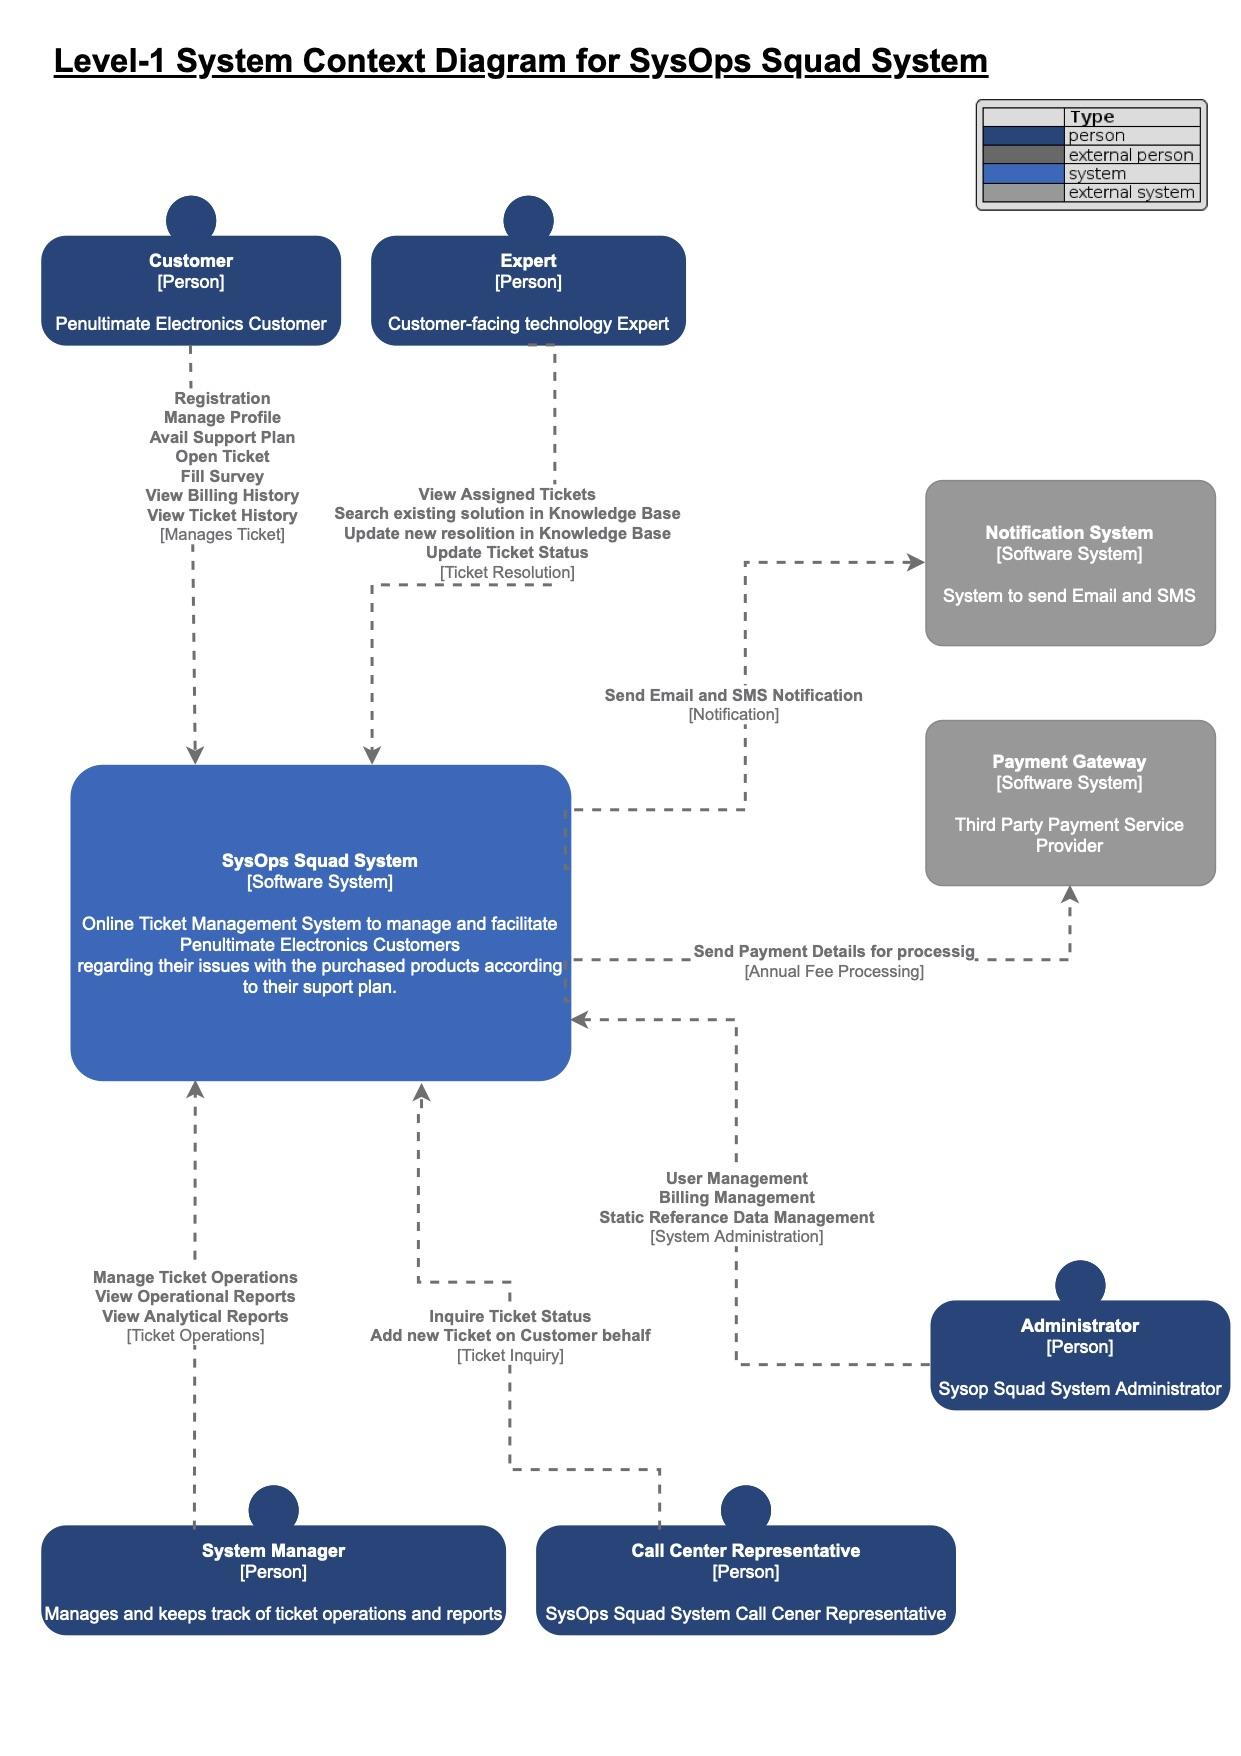 Level-1 System Context Diagram for SysOps Squad System
Type
person
external person
system
external system
Customer
[Person]
Penultimate Electronics Customer
Expert
[Person]
Customer-facing technology Expert
Registration
Manage Profile
Avail Support Plan
Open Ticket
Fill Survey
View Billing History
View Ticket History
[Manages Ticket]
View Assigned Tickets
Search existing solution in Knowledge Base
Update new resolition in Knowledge Base
Update Ticket Status
[Ticket Resolution]
Notification System
[Software System]
System to send Email and SMS
Send Email and SMS Notification
[Notification]
Payment Gateway
[Software System]
Third Party Payment Service
Provider
SysOps Squad System
[Software System]
Online Ticket Management System to manage and facilitate
Penultimate Electronics Customers
regarding their issues with the purchased products according
to their suport plan.
Send Payment Details for processig
[Annual Fee Processing]
User Management
Billing Management
Static Referance Data Management
[System Administration]
Manage Ticket Operations
View Operational Reports
View Analytical Reports
[Ticket Operations]
Inquire Ticket Status
Add new Ticket on Customer behalf
[Ticket Inquiry]
Administrator
[Person]
Sysop Squad System Administrator
System Manager
[Person]
Manages and keeps track of ticket operations and reports
Call Center Representative
[Person]
SysOps Squad System Call Cener Representative